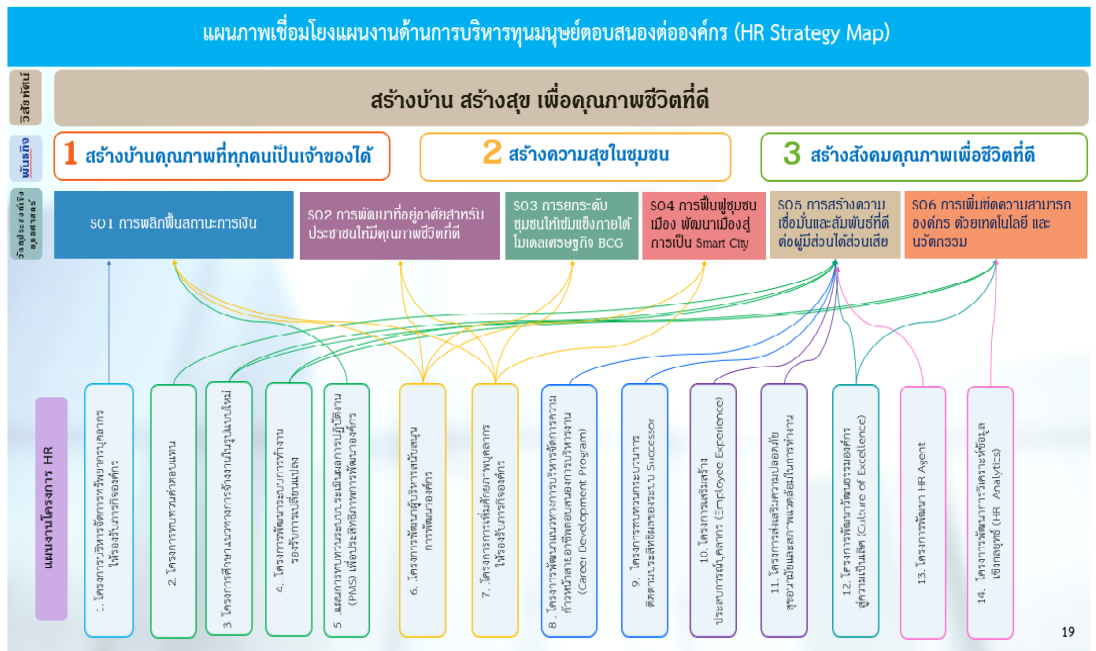 แผนภาพเชื่อมโยงแผนงานด้านการบริหารทุนมนุษย์ตอบสนองต่อองค์กร (HR Strategy Map)
วิสัยทัศน์
สร้างบ้าน สร้างสุข เพื่อคุณภาพชีวิตที่ดี
พันธกิจ
1 สร้างบ้านคุณภาพที่ทุกคนเป็นเจ้าของได้
2 สร้างความสุขในชุมชน
3 สร้างสังคมคุณภาพเพื่อชีวิตที่ดี
วัตถุประสงค์เชิง
ยุทธศาสตร์
SO1 การพลิกฟื้นสถานะการเงิน
SO2 การพัฒนาที่อยู่อาศัยสำหรับ
ประชาชนให้มีคุณภาพชีวิตที่ดี
SO3 การยกระดับ
ชุมชนให้เข้มแข็งภายใต้
โมเดลเศรษฐกิจ BCG
SO4 การฟื้นฟูชุมชน
เมือง พัฒนาเมืองสู่
การเป็น Smart City
SO5 การสร้างความ
เชื่อมั่นและสัมพันธ์ที่ดี
ต่อผู้มีส่วนได้ส่วนเสีย
SO6 การเพิ่มขีดความสามารถ
องค์กร ด้วยเทคโนโลยี และ
นวัตกรรม
แผนงานโครงการ HR
1. โครงการบริหารจัดการทรัพยากรบุคลากร
ให้รองรับภารกิจองค์กร
2. โครงการทบทวนค่าตอบแทน
3 โครงการศึกษาแนวทางการจ้างงานในรูปแบบใหม่
4. .โครงการพัฒนาระบบการทำงาน
รองรับการเปลี่ยนแปลง
5 .แผนการทบทวนระบบประเมินผลการปฏิบัติงาน
(PMS) เพื่อประสิทธิภาพการพัฒนาองค์กร
6. .โครงการพัฒนาผู้บริหารสนับสนุน
การพัฒนาองค์กร
7. .โครงการการเพิ่มศักยภาพบุคลากร
ให้รองรับภารกิจองค์กร
8 . โครงการพัฒนาแนวทางการบริหารจัดการความ
ก้าวหน้าสายอาชีพตอบสนองการบริหารงาน
(Career Development Program)
9. โครงการทบทวนกระบวนการ
ติดตามประสิทธิผลของระบบ Successor
10. โครงการเสริมสร้าง
ประสบการณ์บุคลากร (Employee Experience)
11. โครงการส่งเสริมความปลอดภัย
สุขอนามัยและสภาพแวดล้อมในการทำงาน
12. โครงการพัฒนาวัฒนธรรมองค์กร
สู่ความเป็นเลิศ (Culture of Excellence)
13. โครงการพัฒนา HR Agent
14. โครงการพัฒนาการวิเคราะห์ข้อมูล
เชิงกลยุทธ์ (HR Analytics)
19